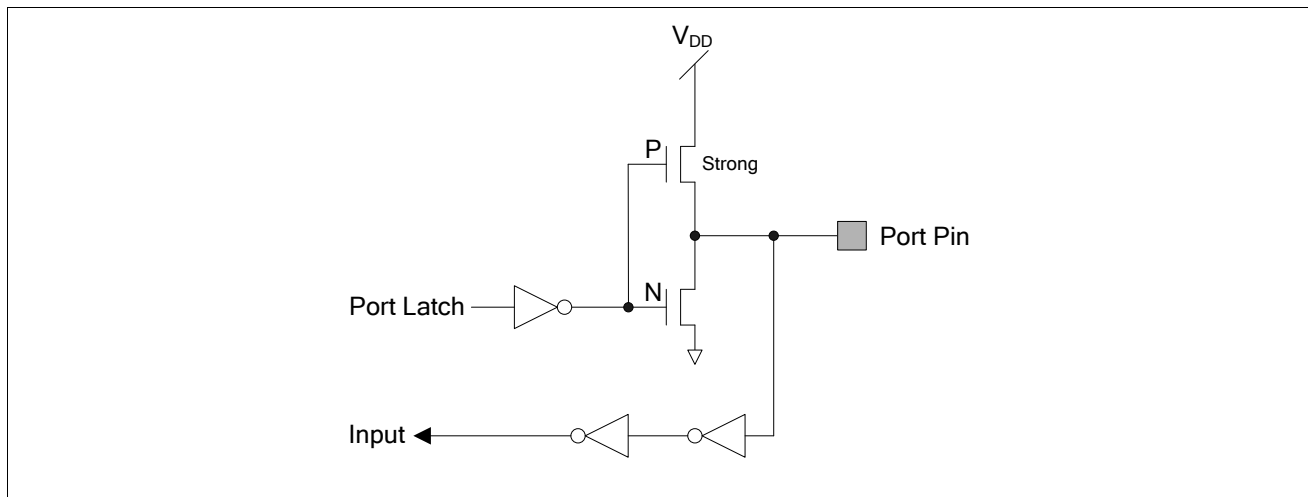 VDD
P
Strong
Port Pin
N
Port Latch
Input